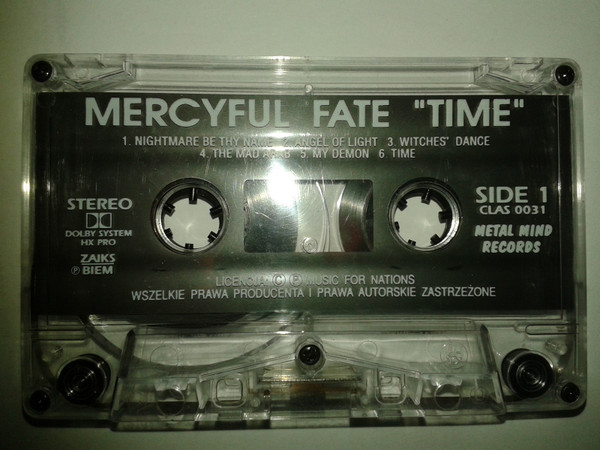 MERCYFUL FATE "TIME"
1. NIGHTMARE BE THY NAME 2. ANGEL OF LIGHT 3. WITCHES' DANCE
4. THE MAD ARAB 5. MY DEMON 6 TIME
STEREO
DOLBY SYSTEM
HX PRO
ZAIKS
℗ BIEM
SIDE 1
CLAS 0031
METAL MIND
RECORDS
LICENCJA © ℗ MUSIC FOR NATIONS
WSZELKIE PRAWA PRODUCENTA I PRAWA AUTORSKIE ZASTRZEŻONE